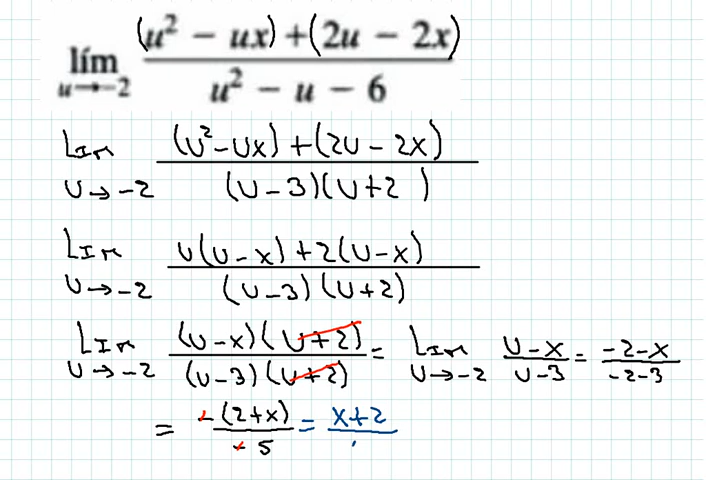 lím (u² − ux) + (2u − 2x)
u→−2 u² − u − 6
Lim (u²−ux)+(2u−2x)
u→−2 (u−3)(u+2)
Lim u(u−x)+2(u−x)
u→−2 (u−3)(u+2)
Lim (u−x)(u+2) = Lim u−x = −2−x
u→−2 (u−3)(u+2) u→−2 u−3 −2−3
= −(2+x) = x+2
−5